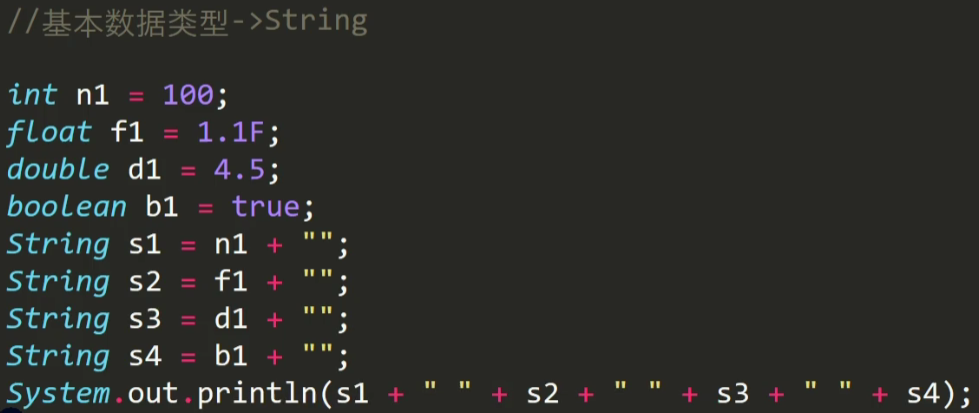 //基本数据类型->String
int n1 = 100;
float f1 = 1.1F;
double d1 = 4.5;
boolean b1 = true;
String s1 = n1 + "";
String s2 = f1 + "";
String s3 = d1 + "";
String s4 = b1 + "";
System.out.println(s1 + " " + s2 + " " + s3 + " " + s4);